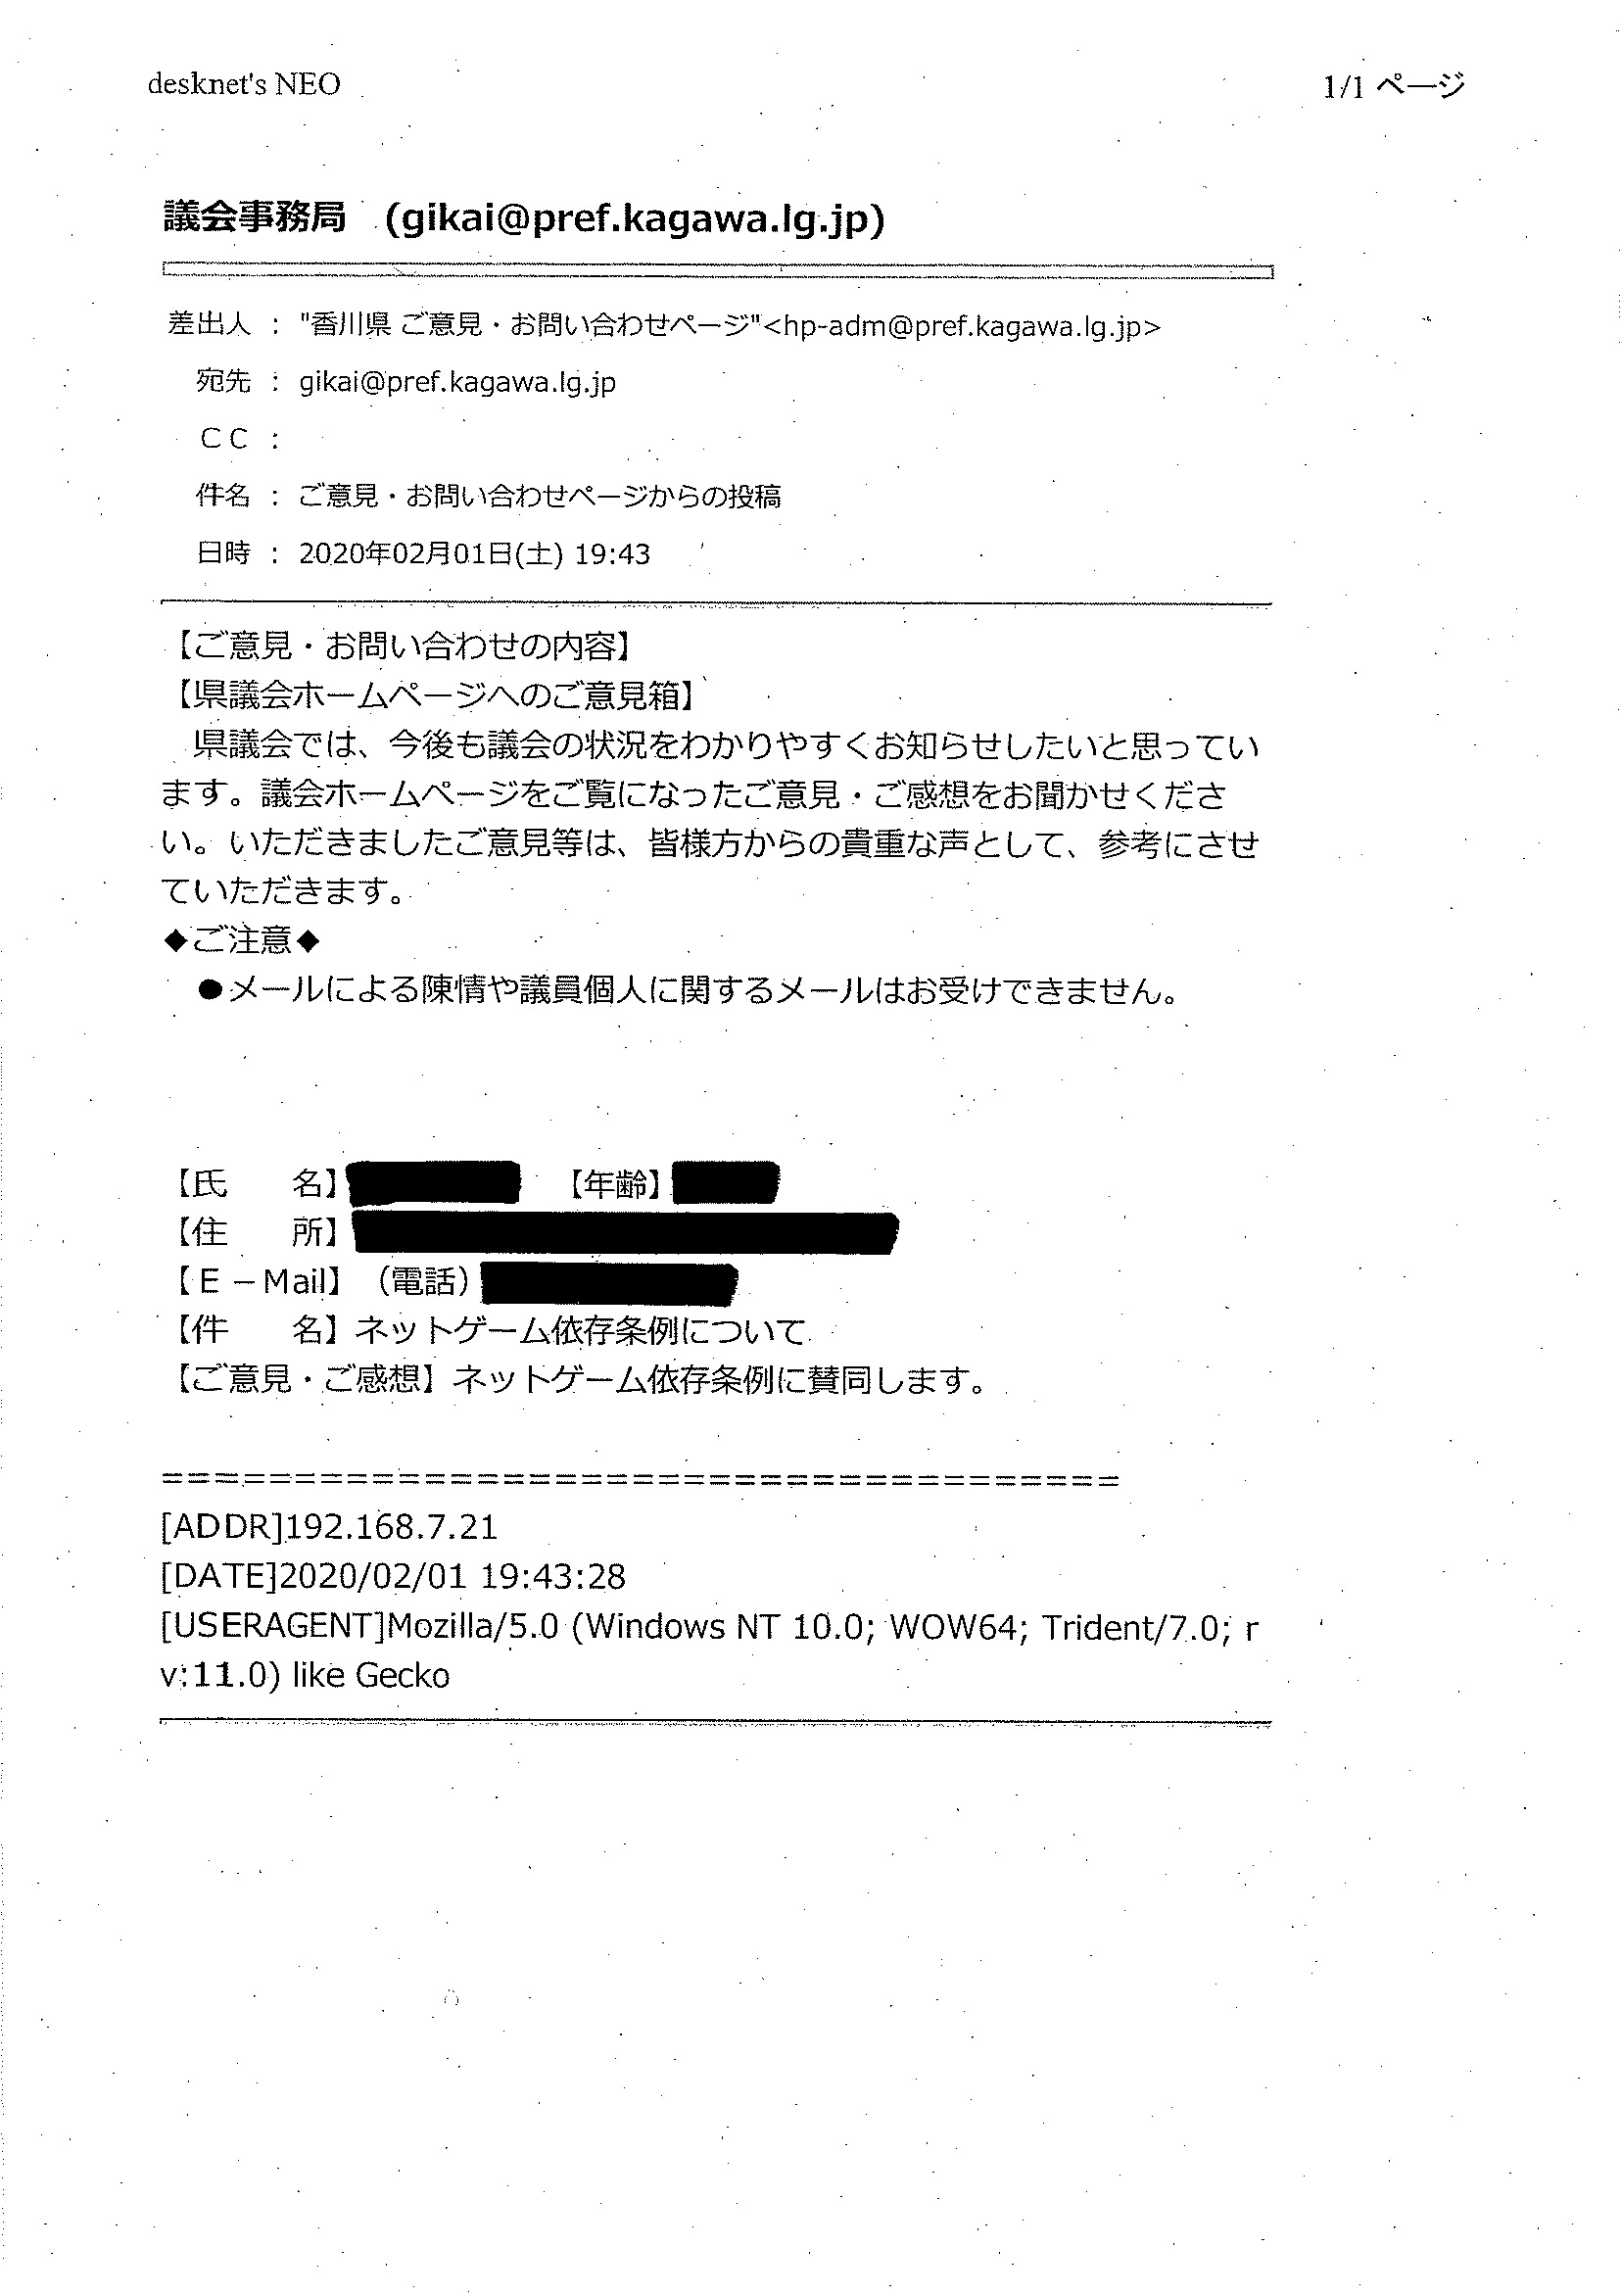 desknet's NEO
1/1 ページ
議会事務局 (gikai@pref.kagawa.lg.jp)
差出人 : "香川県 ご意見・お問い合わせページ"<hp-adm@pref.kagawa.lg.jp>
宛先 : gikai@pref.kagawa.lg.jp
ＣＣ :
件名 : ご意見・お問い合わせページからの投稿
日時 : 2020年02月01日(土) 19:43
【ご意見・お問い合わせの内容】
【県議会ホームページへのご意見箱】
県議会では、今後も議会の状況をわかりやすくお知らせしたいと思ってい
ます。議会ホームページをご覧になったご意見・ご感想をお聞かせくださ
い。いただきましたご意見等は、皆様方からの貴重な声として、参考にさせ
ていただきます。
◆ご注意◆
●メールによる陳情や議員個人に関するメールはお受けできません。
【氏　　名】 【年齢】
【住　　所】
【Ｅ－Mail】（電話）
【件　　名】ネットゲーム依存条例について
【ご意見・ご感想】ネットゲーム依存条例に賛同します。
=====================================
[ADDR]192.168.7.21
[DATE]2020/02/01 19:43:28
[USERAGENT]Mozilla/5.0 (Windows NT 10.0; WOW64; Trident/7.0; r
v:11.0) like Gecko